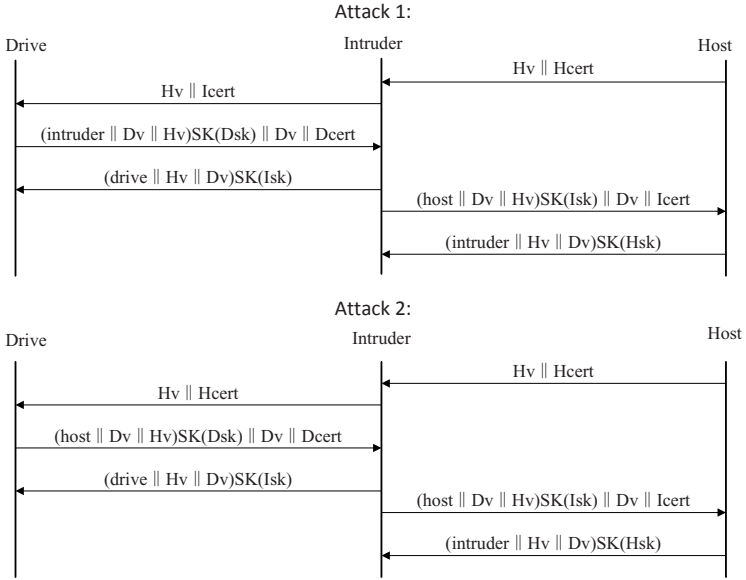 Attack 1:
Drive Intruder Host
Hv || Hcert
Hv || Icert
(intruder || Dv || Hv)SK(Dsk) || Dv || Dcert
(drive || Hv || Dv)SK(Isk)
(host || Dv || Hv)SK(Isk) || Dv || Icert
(intruder || Hv || Dv)SK(Hsk)
Attack 2:
Drive Intruder Host
Hv || Hcert
Hv || Hcert
(host || Dv || Hv)SK(Dsk) || Dv || Dcert
(drive || Hv || Dv)SK(Isk)
(host || Dv || Hv)SK(Isk) || Dv || Icert
(intruder || Hv || Dv)SK(Hsk)